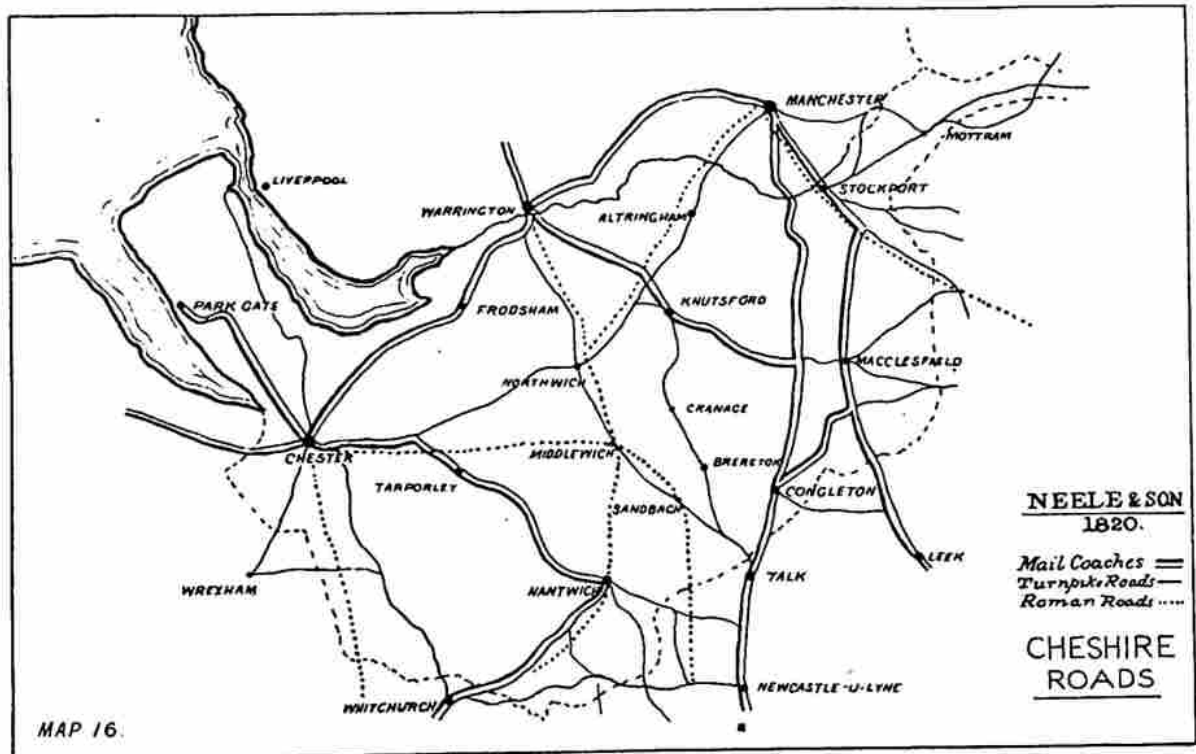 MANCHESTER
MOTTRAM
LIVERPOOL
STOCKPORT
WARRINGTON
ALTRINGHAM
PARK GATE
FRODSHAM
KNUTSFORD
MACCLESFIELD
NORTHWICH
CRANAGE
CHESTER
MIDDLEWICH
BRERETON
TARPORLEY
CONGLETON
SANDBACH
NEELE & SON
1820.
LEEK
Mail Coaches
Turnpike Roads
Roman Roads
WREXHAM
NANTWICH
TALK
CHESHIRE
ROADS
NEWCASTLE-U-LYNE
WHITCHURCH
MAP 16.